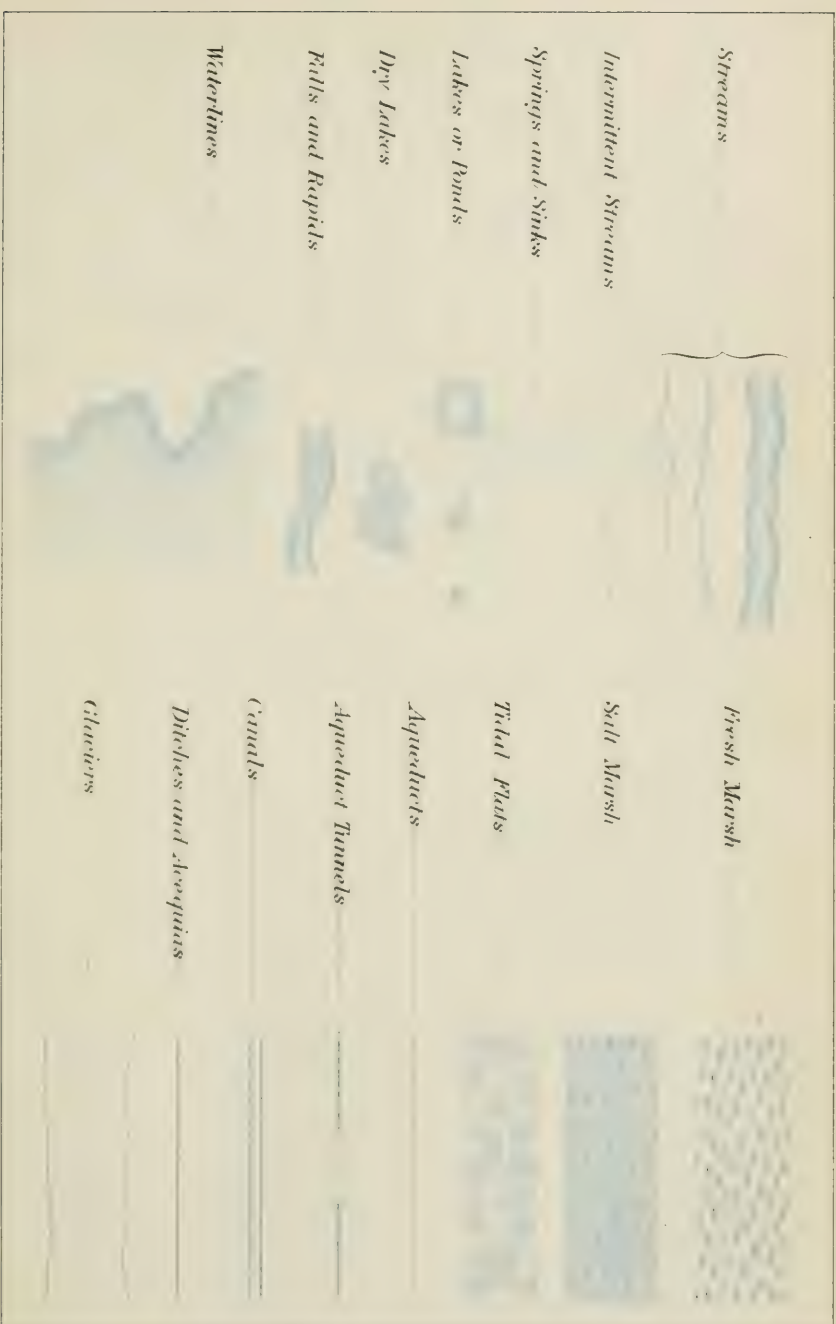 Streams
Intermittent Streams
Springs and Sinks
Lakes or Ponds
Dry Lakes
Falls and Rapids
Waterlines
Fresh Marsh
Salt Marsh
Tidal Flats
Aqueducts
Aqueduct Tunnels
Canals
Ditches and Acequias
Glaciers